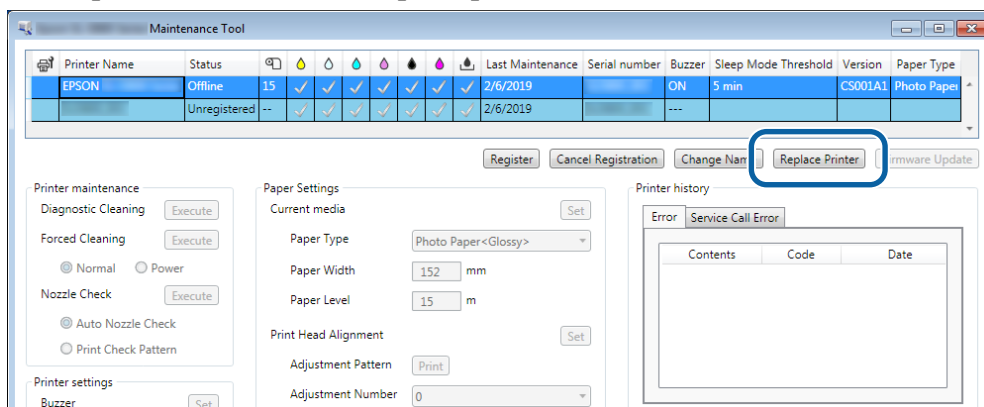 Maintenance Tool
Printer Name Status Last Maintenance Serial number Buzzer Sleep Mode Threshold Version Paper Type
EPSON Offline 15 2/6/2019 ON 5 min CS001A1 Photo Paper
Unregistered -- 2/6/2019 ---
Register Cancel Registration Change Name Replace Printer Firmware Update
Printer maintenance
Diagnostic Cleaning Execute
Forced Cleaning Execute
Normal Power
Nozzle Check Execute
Auto Nozzle Check
Print Check Pattern
Printer settings
Buzzer Set
Paper Settings
Current media Set
Paper Type Photo Paper<Glossy>
Paper Width 152 mm
Paper Level 15 m
Print Head Alignment Set
Adjustment Pattern Print
Adjustment Number 0
Printer history
Error Service Call Error
Contents Code Date